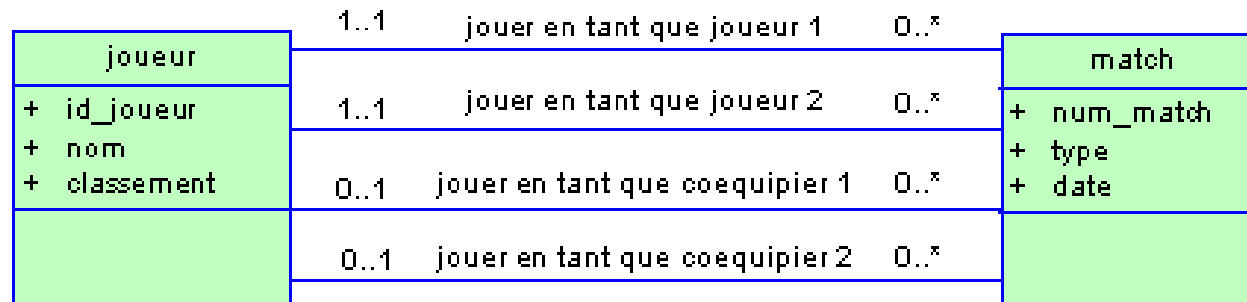 1..1 jouer en tant que joueur 1 0..*
joueur
match
+ id_joueur
1..1 jouer en tant que joueur 2 0..*
+ num_match
+ nom
+ type
+ classement
0..1 jouer en tant que coequipier 1 0..*
+ date
0..1 jouer en tant que coequipier 2 0..*